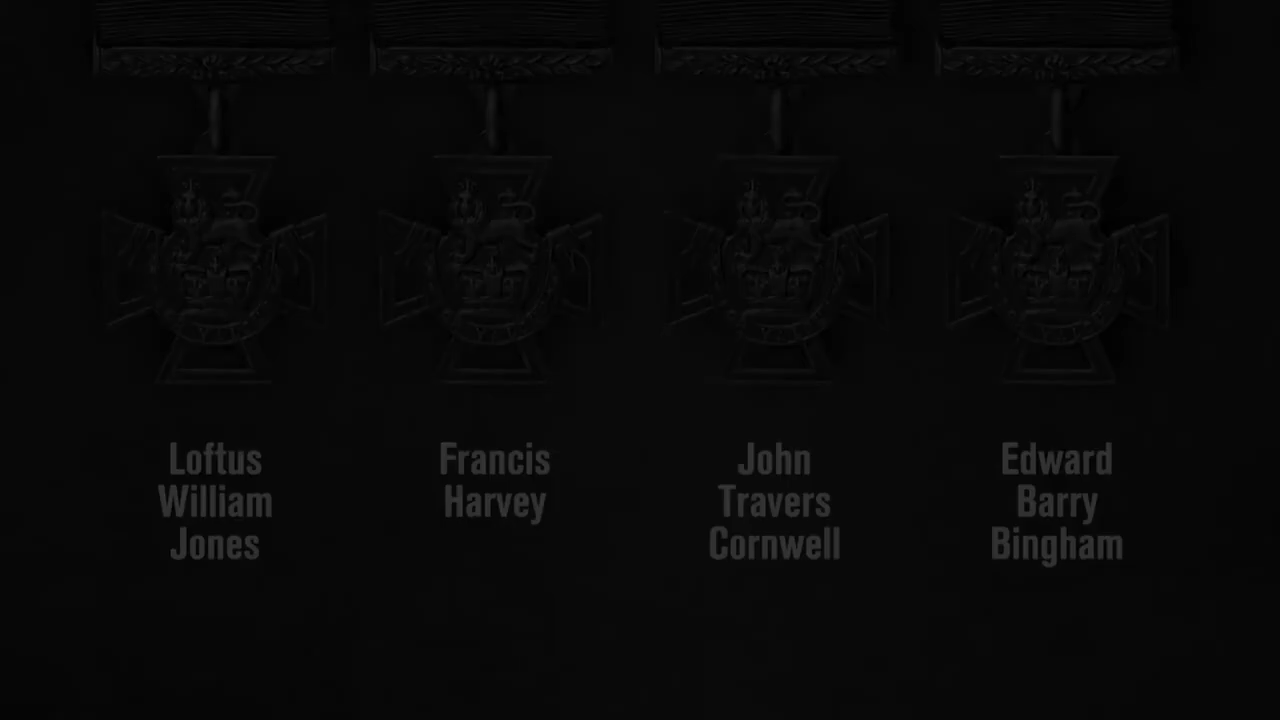 Loftus
William
Jones
Francis
Harvey
John
Travers
Cornwell
Edward
Barry
Bingham